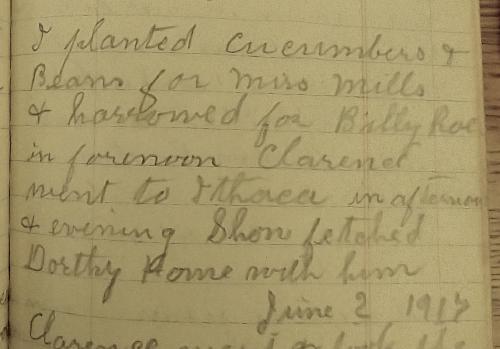 I planted cucumbers &
Beans for miss mills
& harrowed for Billy Roe
in forenoon Clarence
went to Ithaca in afternoon
& evening Shon fetched
Dorthy Home with him
June 2 1917
Clarence